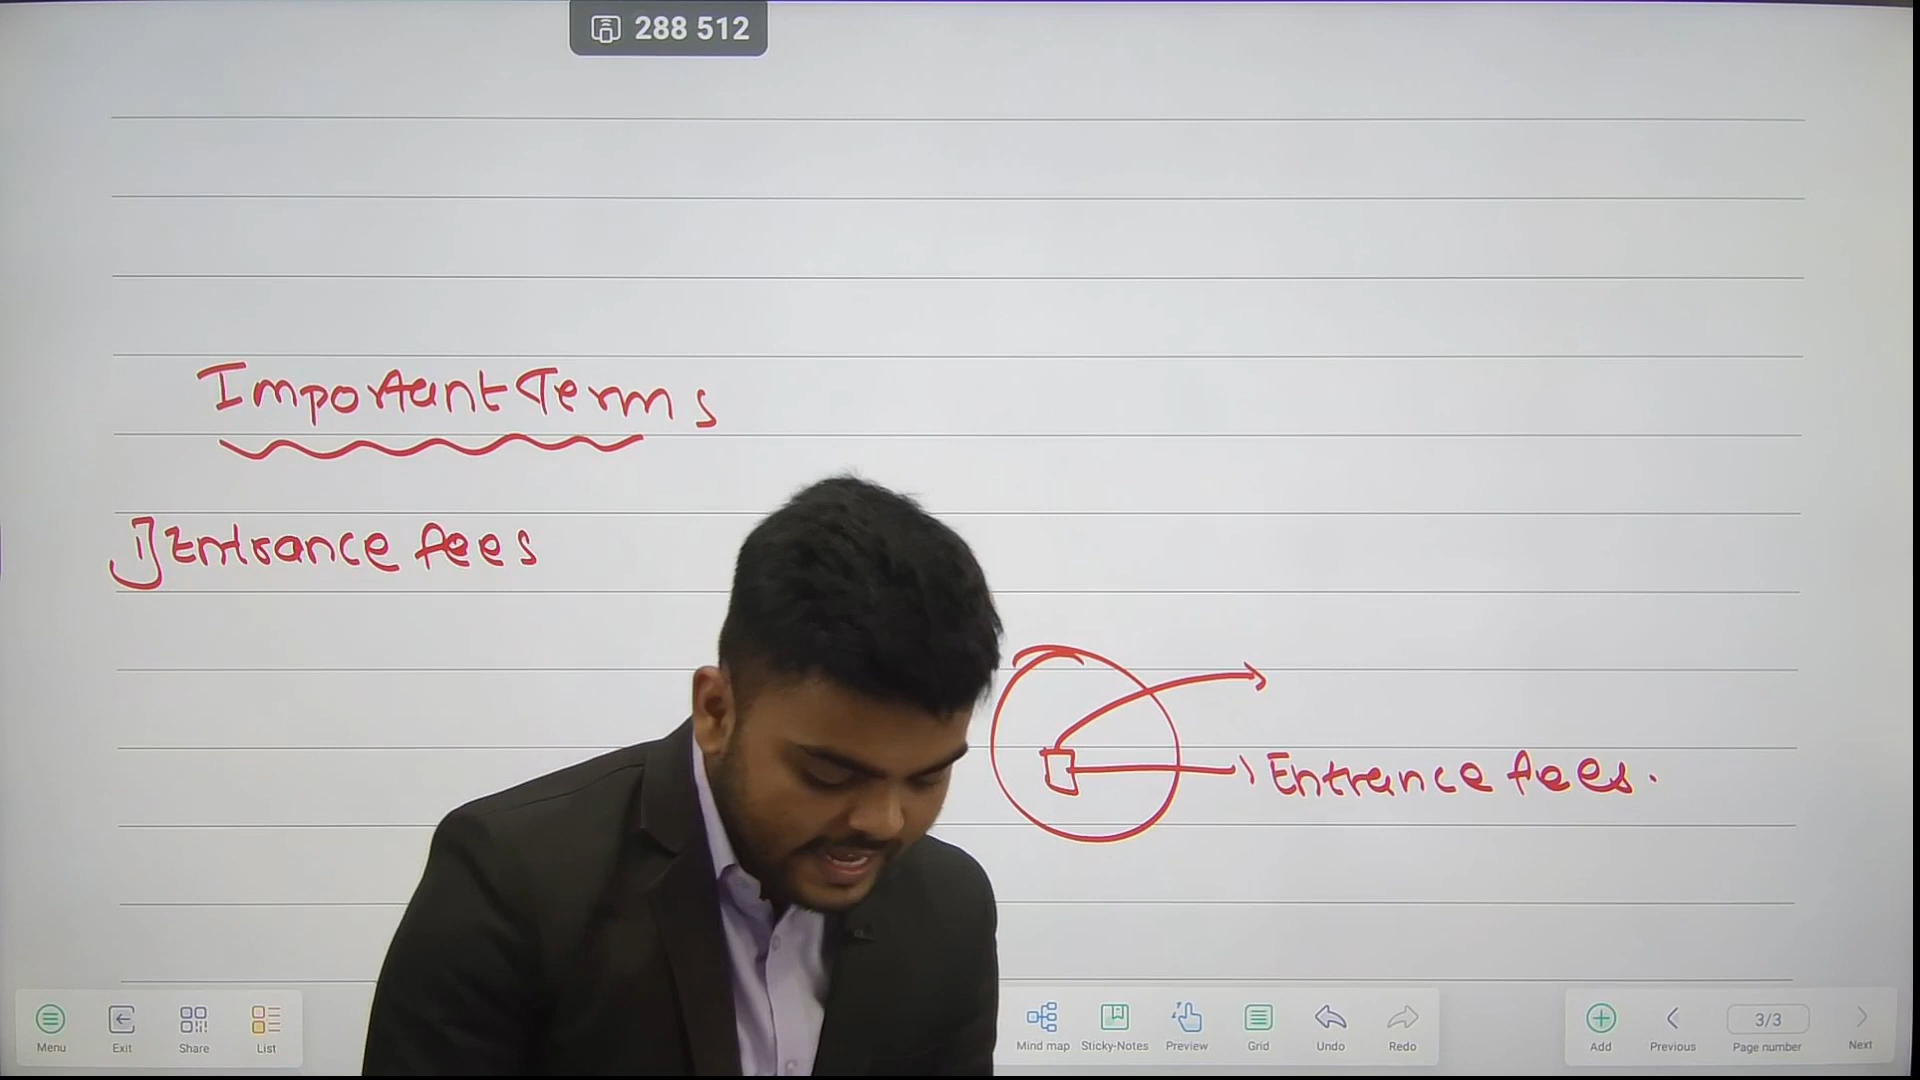 288 512
Important Terms
1] Entrance fees
Entrance fees.
Menu Exit Share List Mind map Sticky-Notes Preview Grid Undo Redo Add Previous 3/3 Page number Next